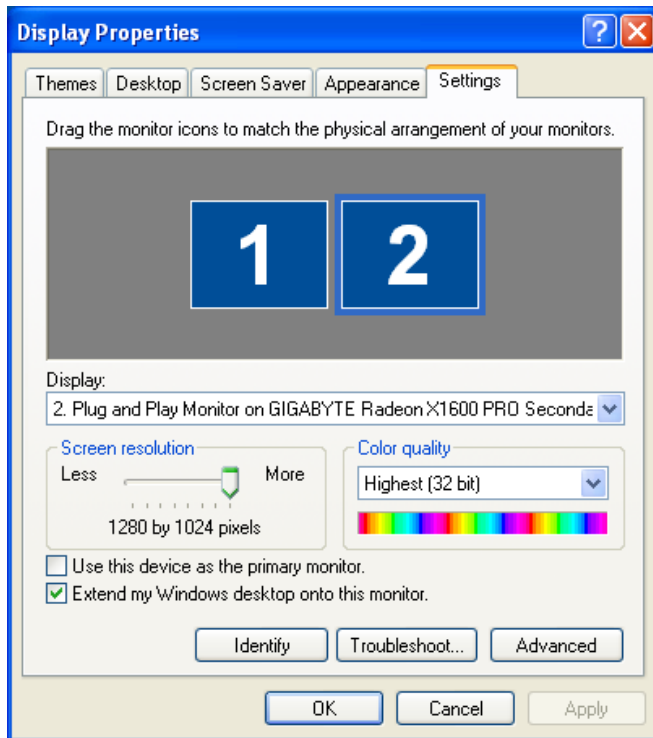 Display Properties
Themes Desktop Screen Saver Appearance Settings
Drag the monitor icons to match the physical arrangement of your monitors.
1 2
Display:
2. Plug and Play Monitor on GIGABYTE Radeon X1600 PRO Seconda
Screen resolution Color quality
Less More Highest (32 bit)
1280 by 1024 pixels
Use this device as the primary monitor.
Extend my Windows desktop onto this monitor.
Identify Troubleshoot... Advanced
OK Cancel Apply